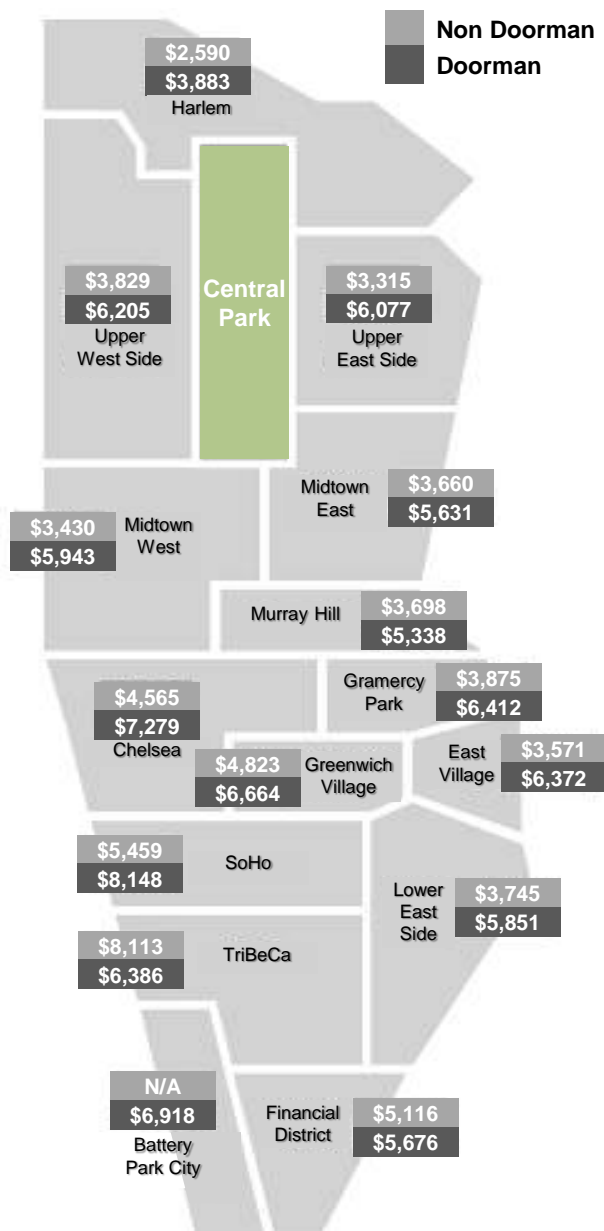 Non Doorman
Doorman
$2,590
$3,883
Harlem
$3,829
$6,205
Upper
West Side
Central
Park
$3,315
$6,077
Upper
East Side
Midtown
East
$3,660
$5,631
$3,430
$5,943
Midtown
West
Murray Hill
$3,698
$5,338
$4,565
$7,279
Chelsea
Gramercy
Park
$3,875
$6,412
$4,823
$6,664
Greenwich
Village
East
Village
$3,571
$6,372
$5,459
$8,148
SoHo
Lower
East
Side
$3,745
$5,851
$8,113
$6,386
TriBeCa
N/A
$6,918
Battery
Park City
Financial
District
$5,116
$5,676